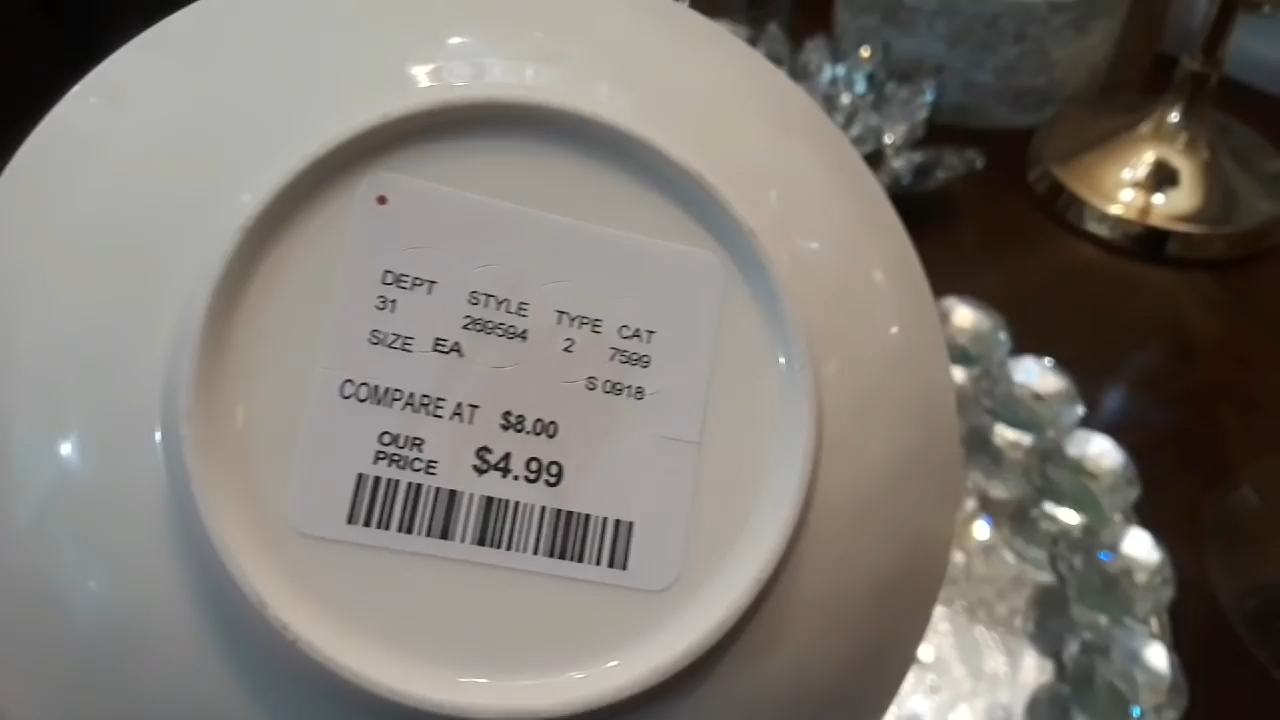 DEPT STYLE TYPE CAT
31 269594 2 7599
SIZE EA
S 0918
COMPARE AT $8.00
OUR PRICE $4.99